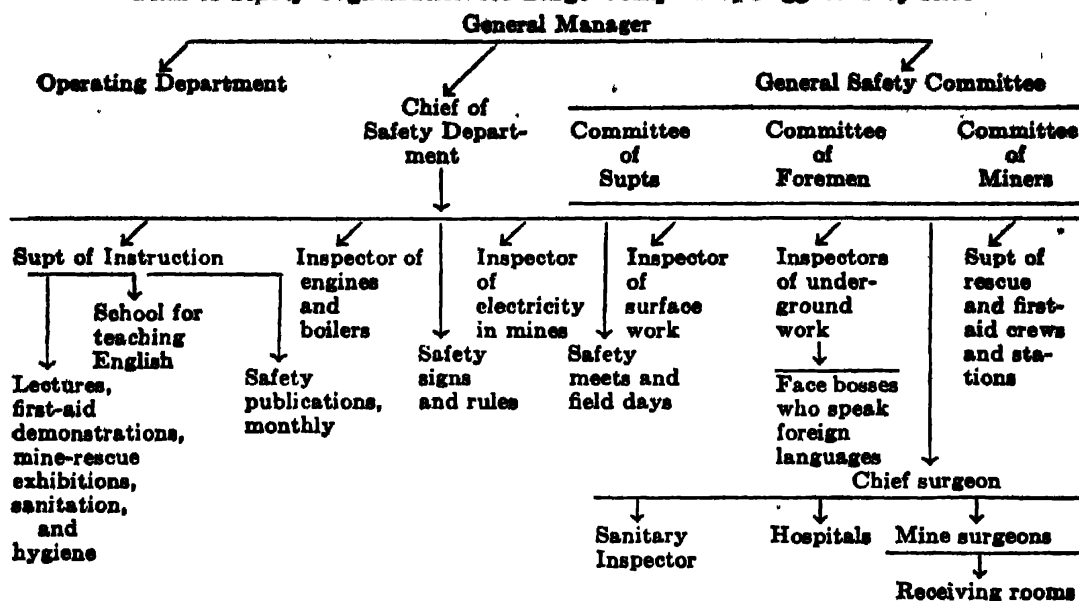 General Manager
Operating Department
General Safety Committee
Chief of
Safety Depart-
ment
Committee
of
Supts
Committee
of
Foremen
Committee
of
Miners
Supt of Instruction
Inspector of
engines
and
boilers
Inspector
of
electricity
in mines
Inspector
of
surface
work
Inspectors
of under-
ground
work
Supt of
rescue
and first-
aid crews
and sta-
tions
School for
teaching
English
Lectures,
first-aid
demonstrations,
mine-rescue
exhibitions,
sanitation,
and
hygiene
Safety
publications,
monthly
Safety
signs
and rules
Safety
meets and
field days
Face bosses
who speak
foreign
languages
Chief surgeon
Sanitary
Inspector
Hospitals
Mine surgeons
Receiving rooms